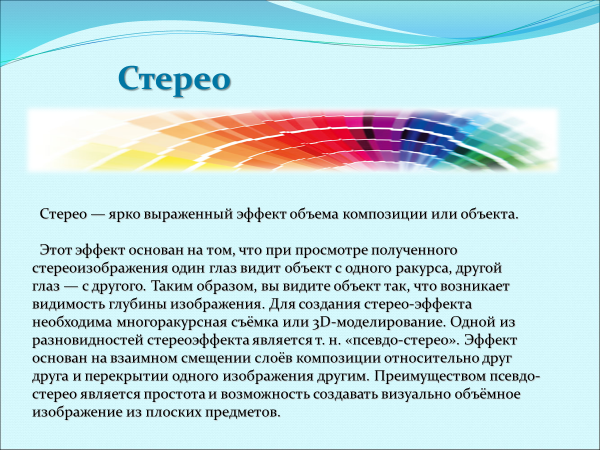 Стерео
Стерео — ярко выраженный эффект объема композиции или объекта.
Этот эффект основан на том, что при просмотре полученного
стереоизображения один глаз видит объект с одного ракурса, другой
глаз — с другого. Таким образом, вы видите объект так, что возникает
видимость глубины изображения. Для создания стерео-эффекта
необходима многоракурсная съёмка или 3D-моделирование. Одной из
разновидностей стереоэффекта является т. н. «псевдо-стерео». Эффект
основан на взаимном смещении слоёв композиции относительно друг
друга и перекрытии одного изображения другим. Преимуществом псевдо-
стерео является простота и возможность создавать визуально объёмное
изображение из плоских предметов.